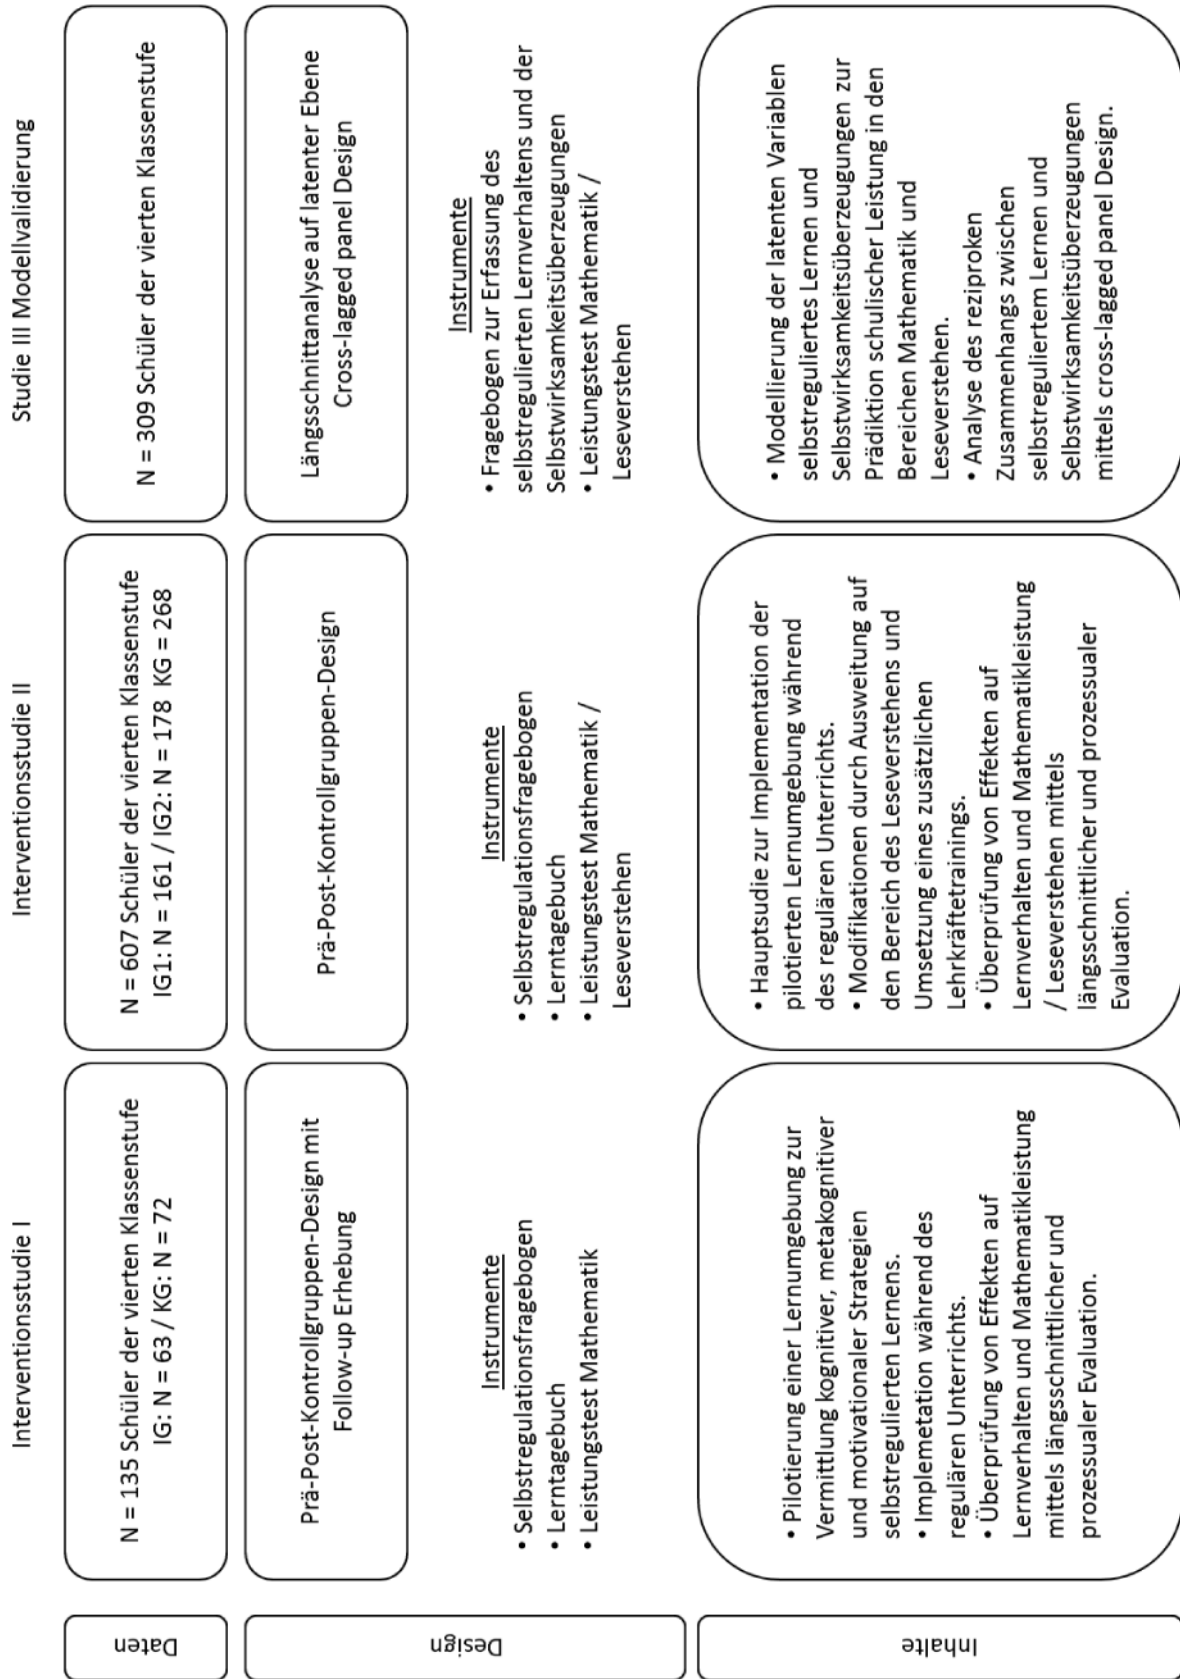 Interventionsstudie I
Interventionsstudie II
Studie III Modellvalidierung
Daten
N = 135 Schüler der vierten Klassenstufe
IG: N = 63 / KG: N = 72
N = 607 Schüler der vierten Klassenstufe
IG1: N = 161 / IG2: N = 178 KG = 268
N = 309 Schüler der vierten Klassenstufe
Design
Prä-Post-Kontrollgruppen-Design mit
Follow-up Erhebung
Prä-Post-Kontrollgruppen-Design
Längsschnittanalyse auf latenter Ebene
Cross-lagged panel Design
Instrumente
• Selbstregulationsfragebogen
• Lerntagebuch
• Leistungstest Mathematik
Instrumente
• Selbstregulationsfragebogen
• Lerntagebuch
• Leistungstest Mathematik /
Leseverstehen
Instrumente
• Fragebogen zur Erfassung des
selbstregulierten Lernverhaltens und der
Selbstwirksamkeitsüberzeugungen
• Leistungstest Mathematik /
Leseverstehen
Inhalte
• Pilotierung einer Lernumgebung zur
Vermittlung kognitiver, metakognitiver
und motivationaler Strategien
selbstregulierten Lernens.
• Implemetation während des
regulären Unterrichts.
• Überprüfung von Effekten auf
Lernverhalten und Mathematikleistung
mittels längsschnittlicher und
prozessualer Evaluation.
• Hauptsudie zur Implementation der
pilotierten Lernumgebung während
des regulären Unterrichts.
• Modifikationen durch Ausweitung auf
den Bereich des Leseverstehens und
Umsetzung eines zusätzlichen
Lehrkräftetrainings.
• Überprüfung von Effekten auf
Lernverhalten und Mathematikleistung
/ Leseverstehen mittels
längsschnittlicher und prozessualer
Evaluation.
• Modellierung der latenten Variablen
selbstreguliertes Lernen und
Selbstwirksamkeitsüberzeugungen zur
Prädiktion schulischer Leistung in den
Bereichen Mathematik und
Leseverstehen.
• Analyse des reziproken
Zusammenhangs zwischen
selbstreguliertem Lernen und
Selbstwirksamkeitsüberzeugungen
mittels cross-lagged panel Design.